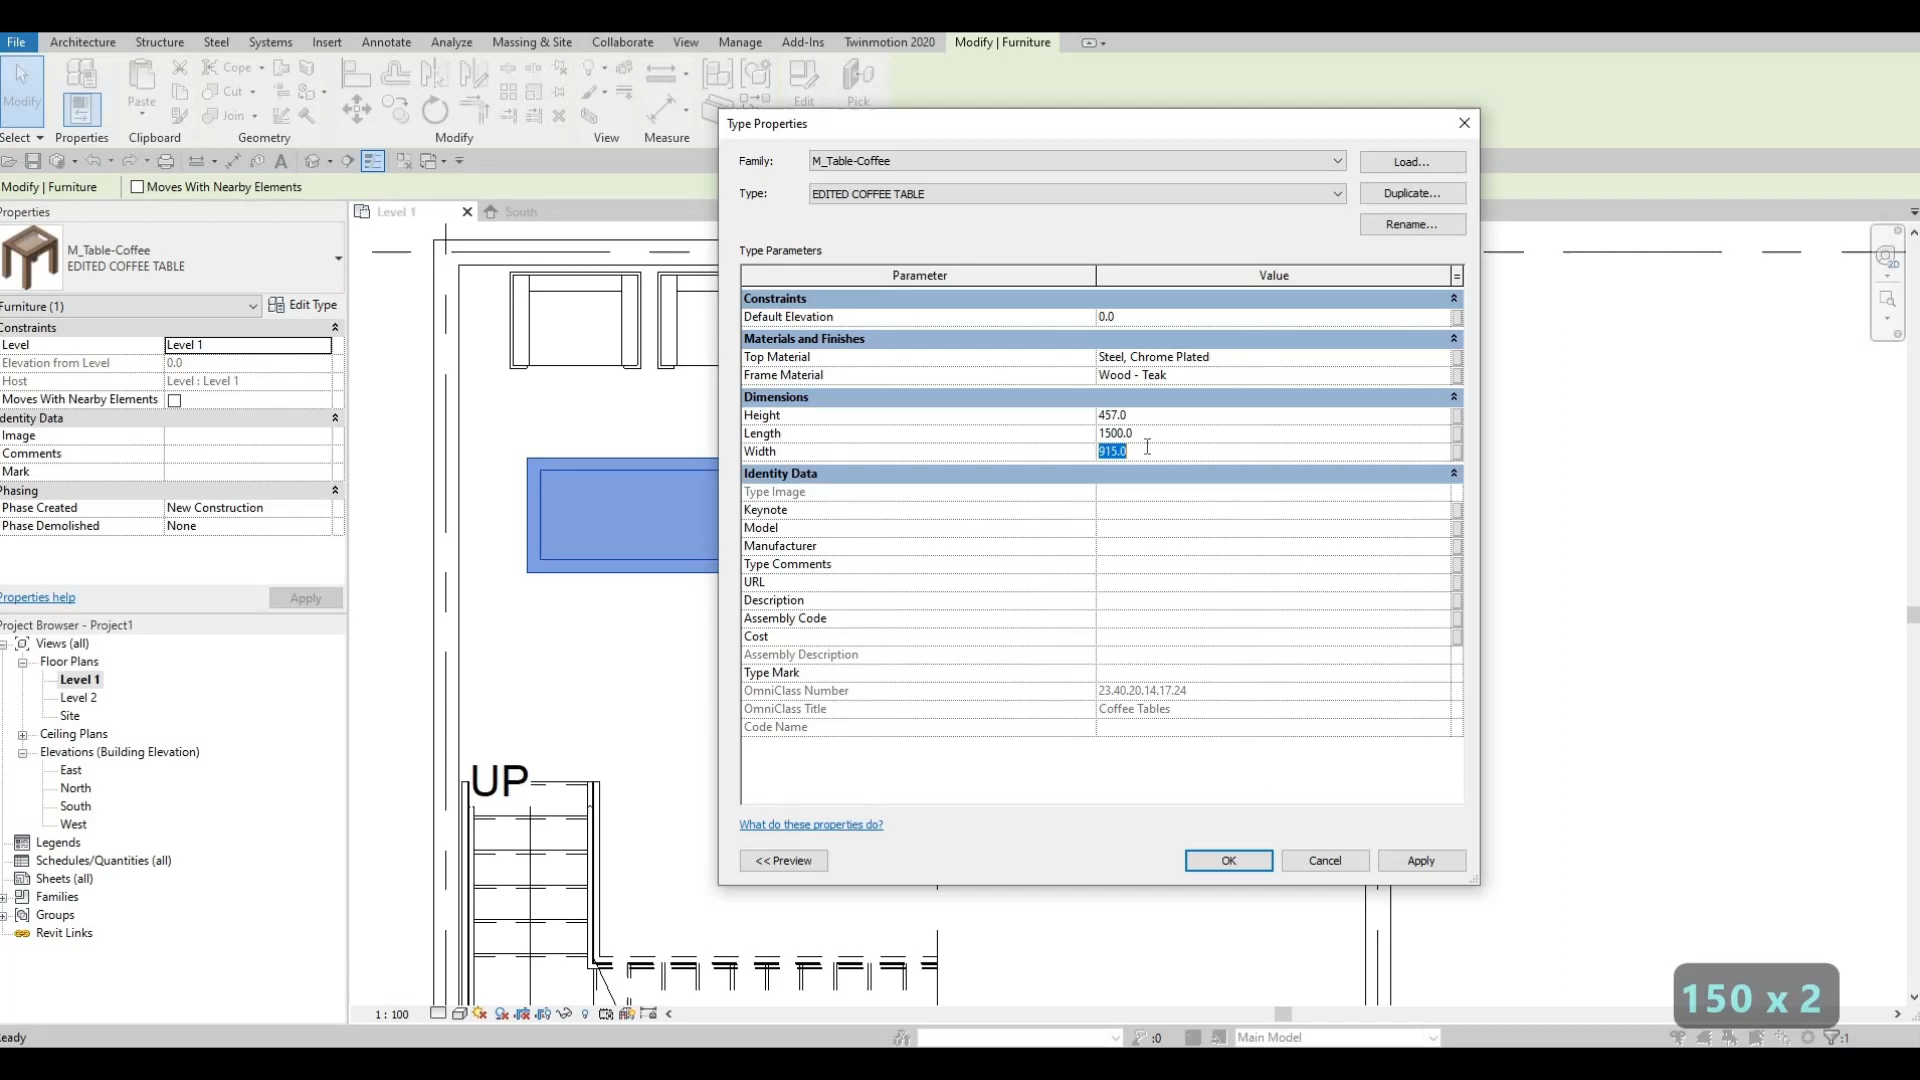 File Architecture Structure Steel Systems Insert Annotate Analyze Massing & Site Collaborate View Manage Add-Ins Twinmotion 2020 Modify | Furniture
Modify Paste Cope Cut Join Edit Pick
Select Properties Clipboard Geometry Modify View Measure
Modify | Furniture Moves With Nearby Elements
Properties
M_Table-Coffee
EDITED COFFEE TABLE
Furniture (1) Edit Type
Constraints
Level Level 1
Elevation from Level 0.0
Host Level : Level 1
Moves With Nearby Elements
dentity Data
Image
Comments
Mark
Phasing
Phase Created New Construction
Phase Demolished None
Properties help Apply
Project Browser - Project1
Views (all)
Floor Plans
Level 1
Level 2
Site
Ceiling Plans
Elevations (Building Elevation)
East
North
South
West
Legends
Schedules/Quantities (all)
Sheets (all)
Families
Groups
Revit Links
Level 1 South
2D
UP
Type Properties
Family: M_Table-Coffee Load...
Type: EDITED COFFEE TABLE Duplicate...
Rename...
Type Parameters
Parameter Value =
Constraints
Default Elevation 0.0
Materials and Finishes
Top Material Steel, Chrome Plated
Frame Material Wood - Teak
Dimensions
Height 457.0
Length 1500.0
Width 915.0
Identity Data
Type Image
Keynote
Model
Manufacturer
Type Comments
URL
Description
Assembly Code
Cost
Assembly Description
Type Mark
OmniClass Number 23.40.20.14.17.24
OmniClass Title Coffee Tables
Code Name
What do these properties do?
<< Preview OK Cancel Apply
150 x 2
1 : 100
eady :0 Main Model :1